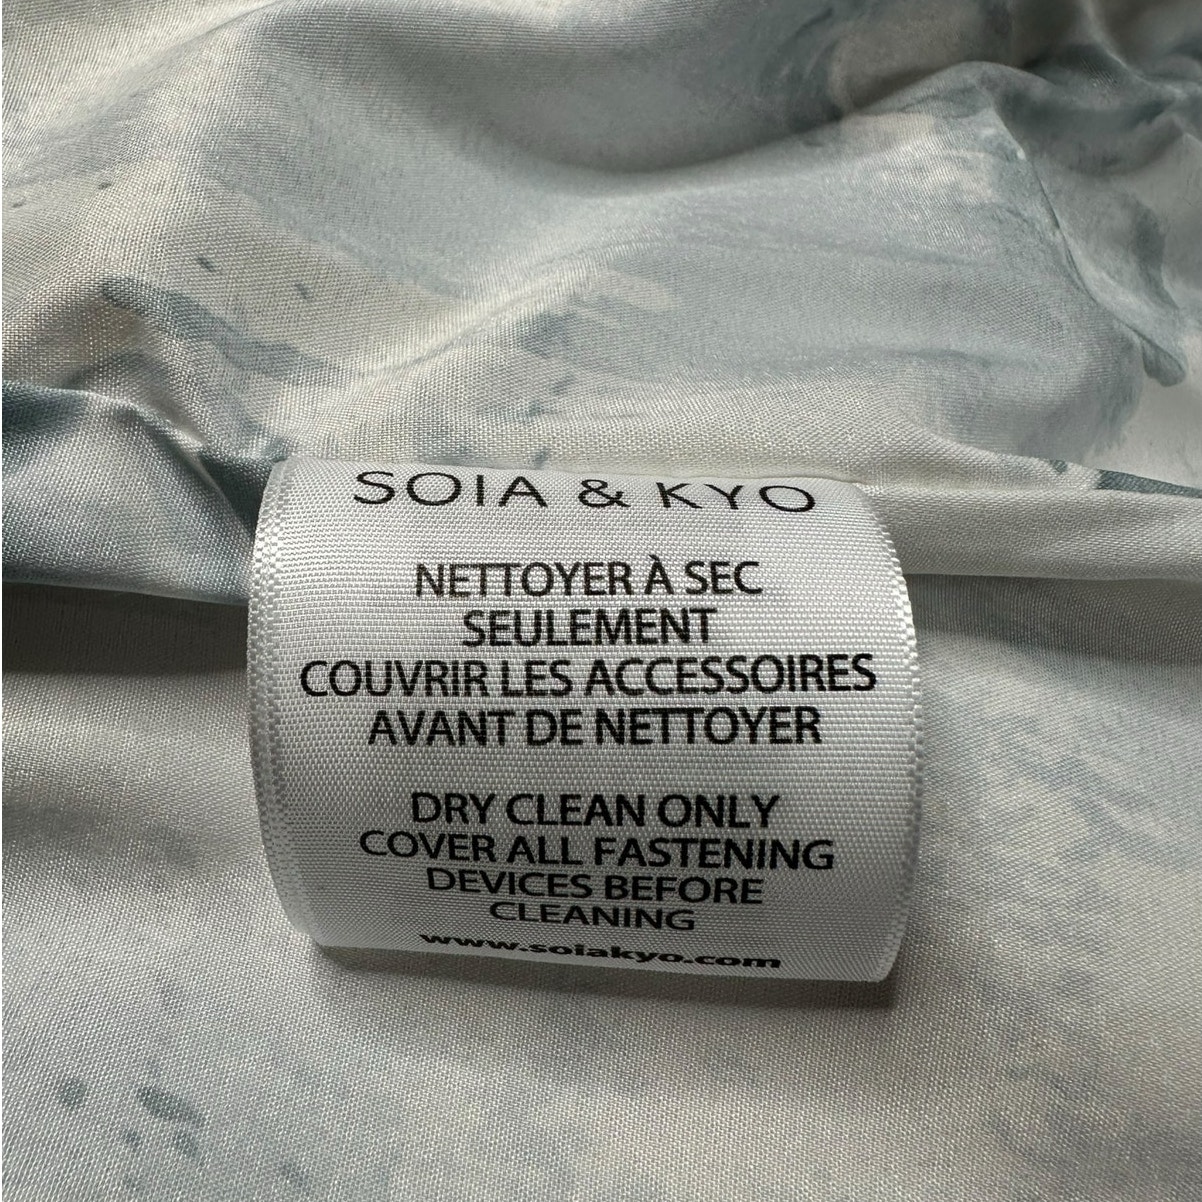 SOIA & KYO
NETTOYER À SEC
SEULEMENT
COUVRIR LES ACCESSOIRES
AVANT DE NETTOYER
DRY CLEAN ONLY
COVER ALL FASTENING
DEVICES BEFORE
CLEANING
www.soiakyo.com